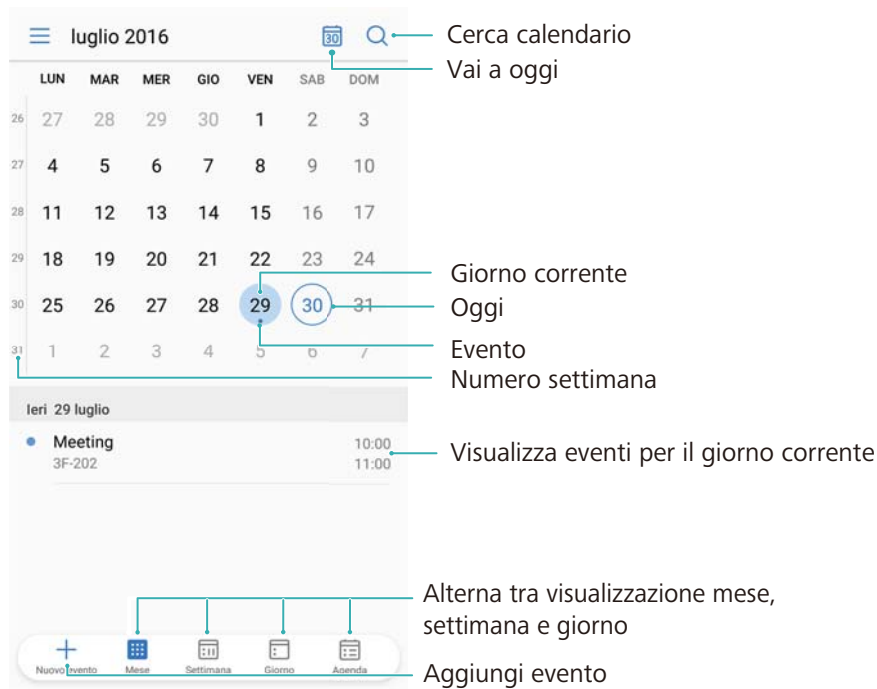 luglio 2016
30
Cerca calendario
Vai a oggi
LUN MAR MER GIO VEN SAB DOM
26 27 28 29 30 1 2 3
27 4 5 6 7 8 9 10
28 11 12 13 14 15 16 17
29 18 19 20 21 22 23 24
Giorno corrente
30 25 26 27 28 29 30 31
Oggi
Evento
31 1 2 3 4 5 6 7
Numero settimana
Ieri 29 luglio
Meeting 10:00
3F-202 11:00
Visualizza eventi per il giorno corrente
Alterna tra visualizzazione mese,
settimana e giorno
Nuovo evento Mese Settimana Giorno Agenda
Aggiungi evento